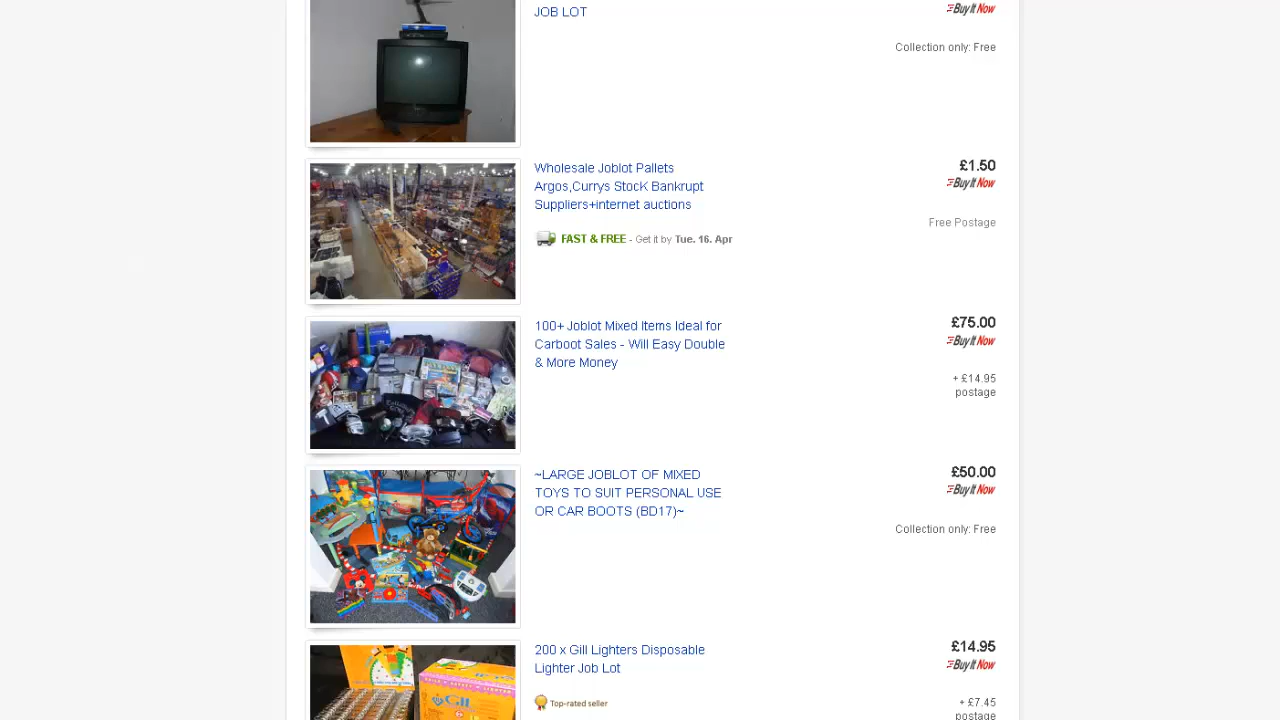 JOB LOT
Buy It Now
Collection only: Free
Wholesale Joblot Pallets
Argos,Currys StocK Bankrupt
Suppliers+internet auctions
£1.50
Buy It Now
Free Postage
FAST & FREE - Get it by Tue. 16. Apr
100+ Joblot Mixed Items Ideal for
Carboot Sales - Will Easy Double
& More Money
£75.00
Buy It Now
+ £14.95
postage
~LARGE JOBLOT OF MIXED
TOYS TO SUIT PERSONAL USE
OR CAR BOOTS (BD17)~
£50.00
Buy It Now
Collection only: Free
200 x Gill Lighters Disposable
Lighter Job Lot
£14.95
Buy It Now
Top-rated seller
+ £7.45
postage
Gill